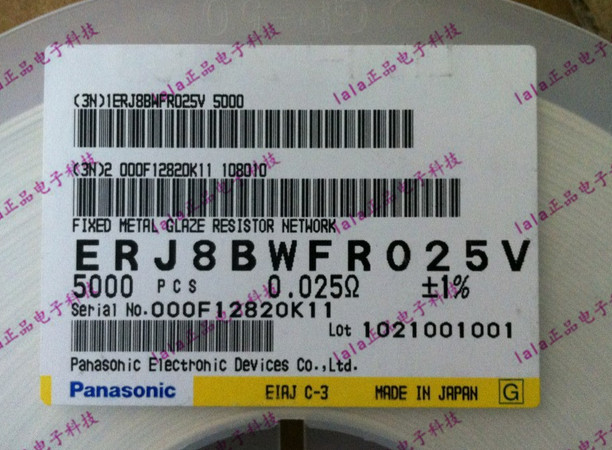 (3N)1ERJ8BWFR025V 5000
(3N)2 000F12820K11 108010
FIXED METAL GLAZE RESISTOR NETWORK
ERJ8BWFR025V
5000 PCS 0.025Ω ±1%
Serial No.000F12820K11
Lot 1021001001
Panasonic Electronic Devices Co.,Ltd.
Panasonic EIAJ C-3 MADE IN JAPAN G
lala正品电子科技